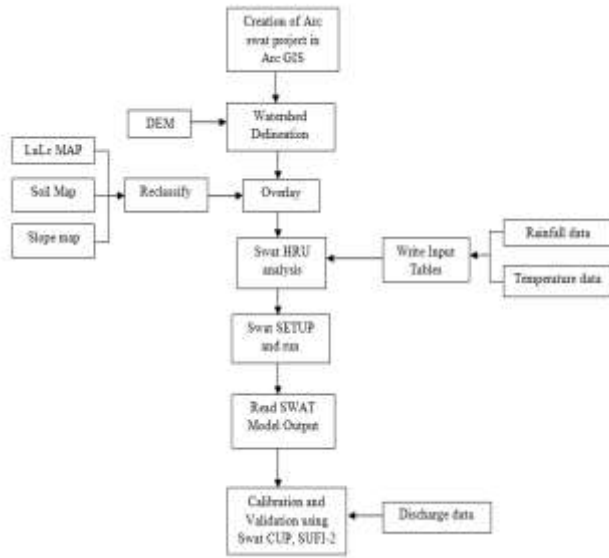 Creation of Arc
swat project in
Arc GIS
DEM
Watershed
Delineation
LuLc MAP
Soil Map
Reclassify
Overlay
Slope map
Swat HRU
analysis
Write Input
Tables
Rainfall data
Temperature data
Swat SETUP
and run
Read SWAT
Model Output
Calibration and
Validation using
Swat CUP, SUFI-2
Discharge data